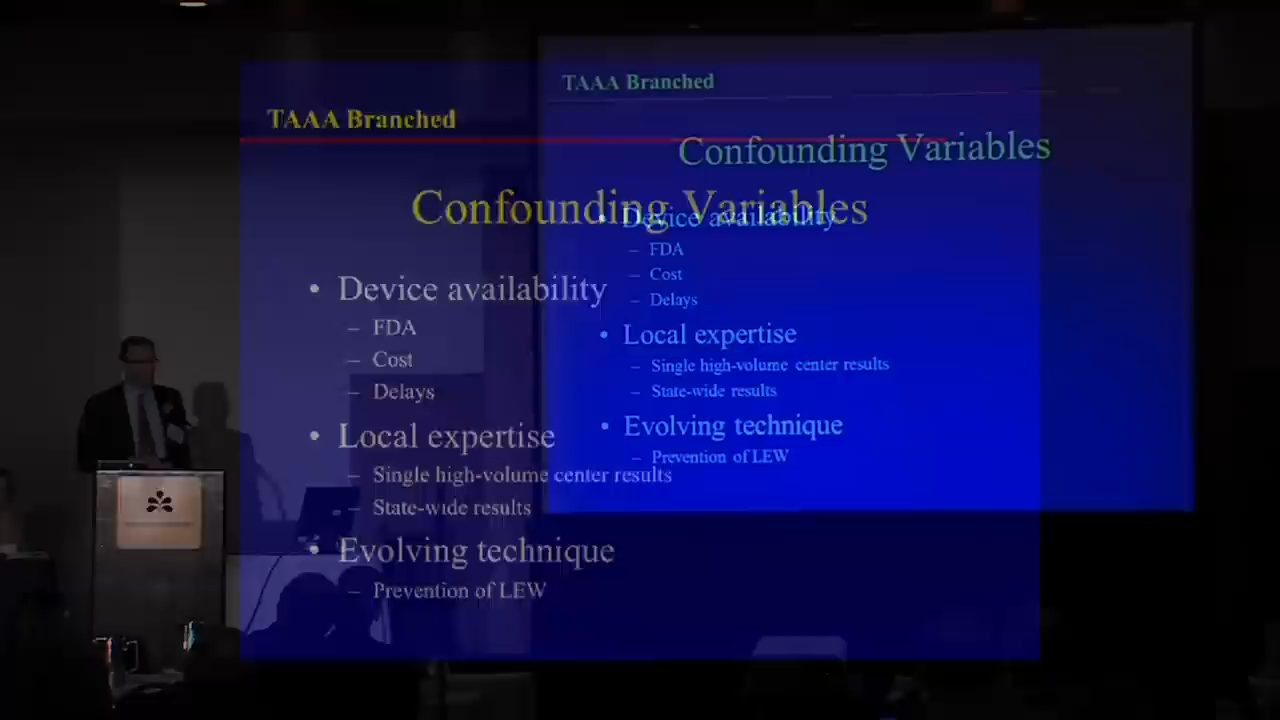 TAAA Branched
Confounding Variables
• Device availability
– FDA
– Cost
– Delays
• Local expertise
– Single high-volume center results
– State-wide results
• Evolving technique
– Prevention of LEW
TAAA Branched
Confounding Variables
• Device availability
– FDA
– Cost
– Delays
• Local expertise
– Single high-volume center results
– State-wide results
• Evolving technique
– Prevention of LEW